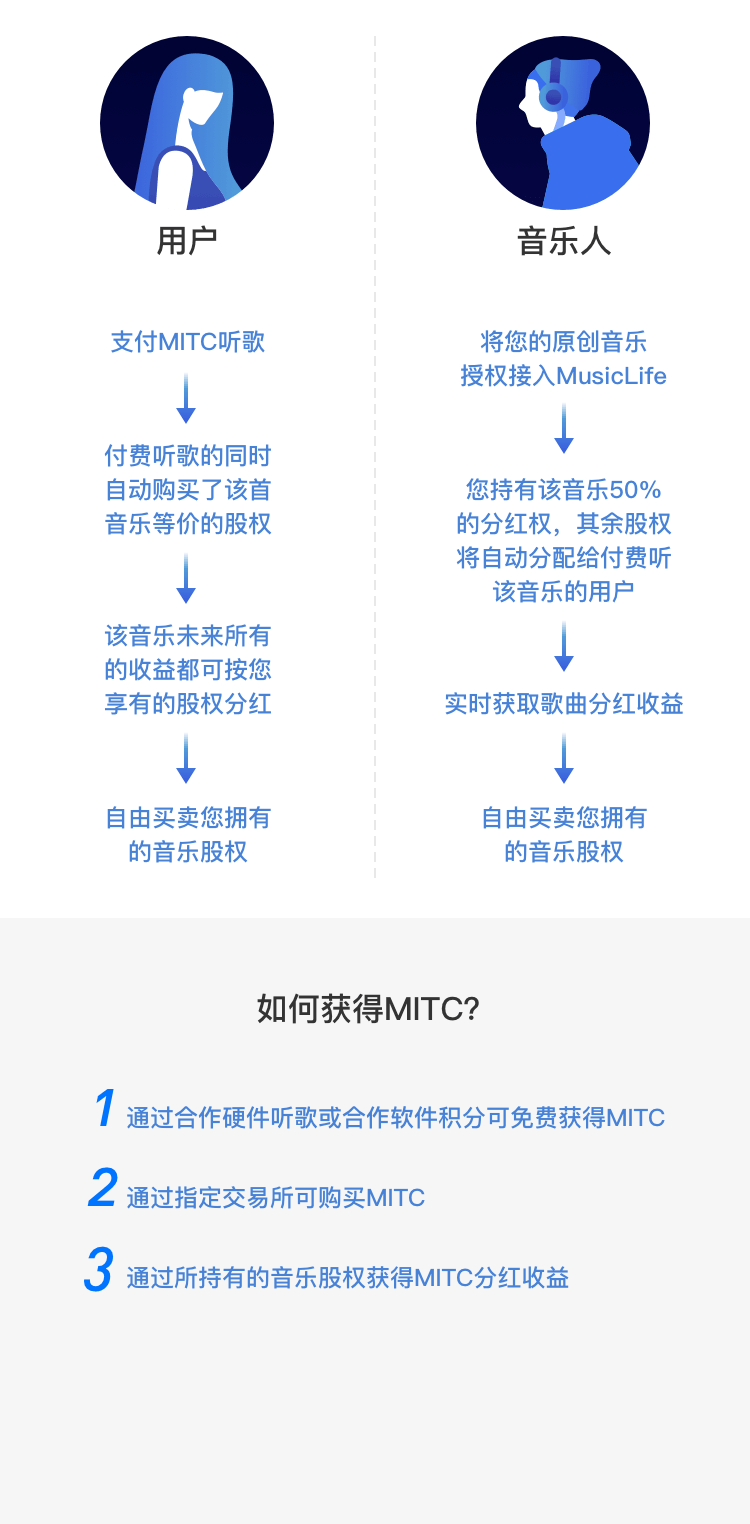 用户
支付MITC听歌
付费听歌的同时
自动购买了该首
音乐等价的股权
该音乐未来所有
的收益都可按您
享有的股权分红
自由买卖您拥有
的音乐股权
音乐人
将您的原创音乐
授权接入MusicLife
您持有该音乐50%
的分红权，其余股权
将自动分配给付费听
该音乐的用户
实时获取歌曲分红收益
自由买卖您拥有
的音乐股权
如何获得MITC?
1 通过合作硬件听歌或合作软件积分可免费获得MITC
2 通过指定交易所可购买MITC
3 通过所持有的音乐股权获得MITC分红收益